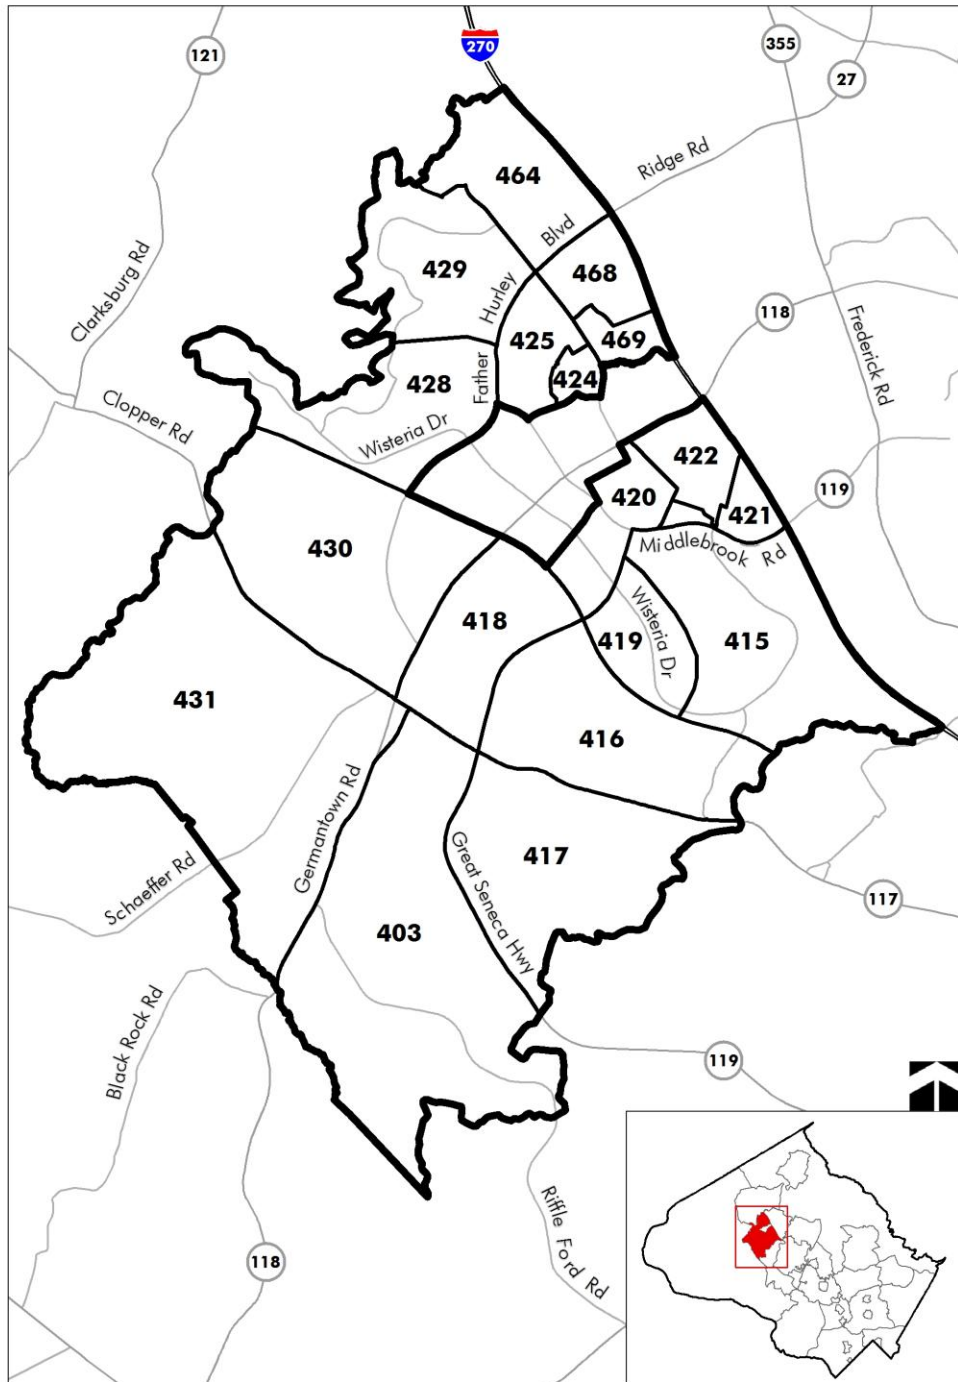 121
270
355
27
Ridge Rd
464
Blvd
Clarksburg Rd
429
468
Hurley
118
425
469
Frederick Rd
424
428
Father
Clopper Rd
Wisteria Dr
422
119
420
421
Middlebrook Rd
430
418
Wisteria Dr
419
415
431
416
Germantown Rd
Great Seneca Hwy
417
Schaeffer Rd
117
403
Black Rock Rd
119
Riffle Ford Rd
118